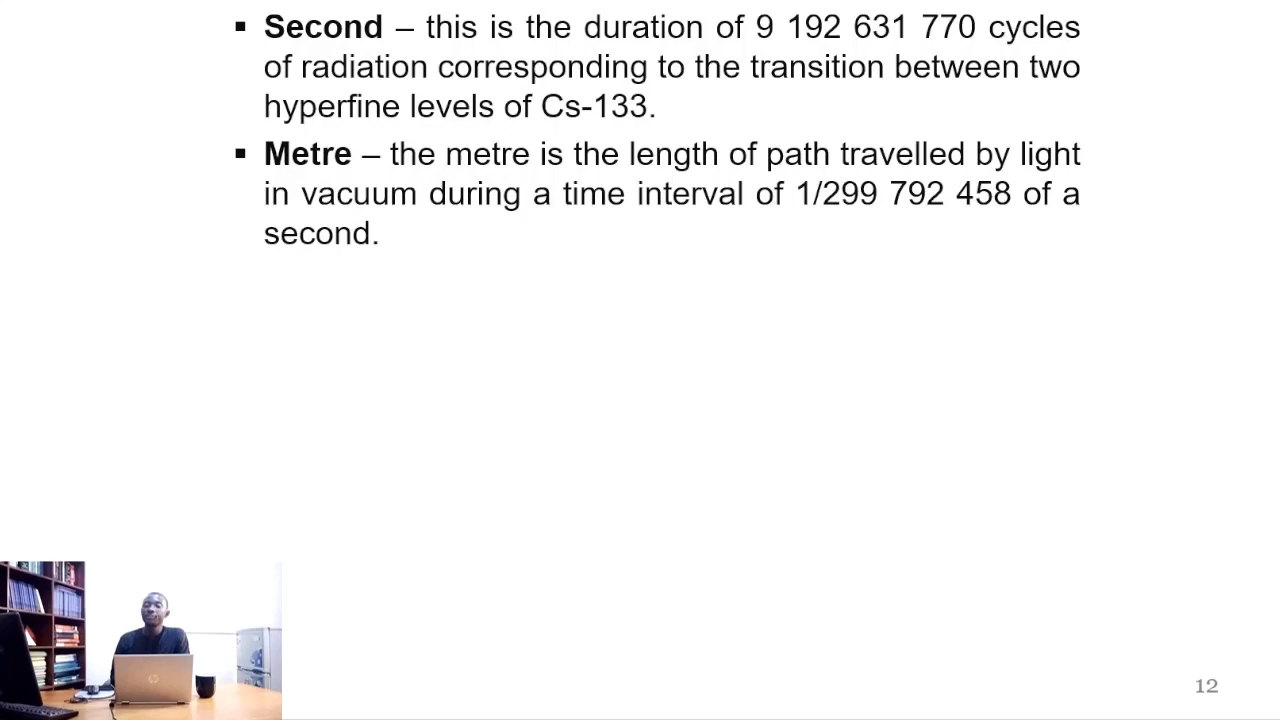 ▪ Second – this is the duration of 9 192 631 770 cycles
of radiation corresponding to the transition between two
hyperfine levels of Cs-133.
▪ Metre – the metre is the length of path travelled by light
in vacuum during a time interval of 1/299 792 458 of a
second.
12